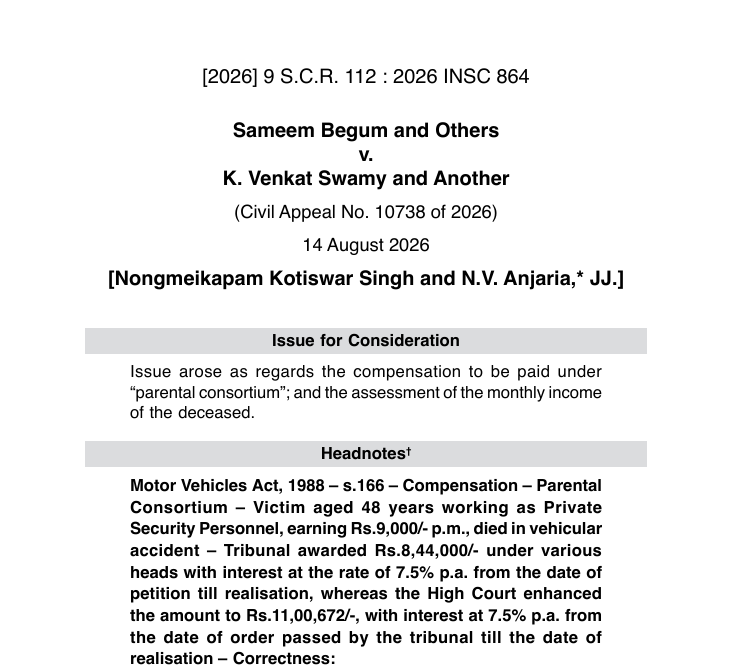 [2026] 9 S.C.R. 112 : 2026 INSC 864
Sameem Begum and Others
v.
K. Venkat Swamy and Another
(Civil Appeal No. 10738 of 2026)
14 August 2026
[Nongmeikapam Kotiswar Singh and N.V. Anjaria,* JJ.]
Issue for Consideration
Issue arose as regards the compensation to be paid under
“parental consortium”; and the assessment of the monthly income
of the deceased.
Headnotes†
Motor Vehicles Act, 1988 – s.166 – Compensation – Parental
Consortium – Victim aged 48 years working as Private
Security Personnel, earning Rs.9,000/- p.m., died in vehicular
accident – Tribunal awarded Rs.8,44,000/- under various
heads with interest at the rate of 7.5% p.a. from the date of
petition till realisation, whereas the High Court enhanced
the amount to Rs.11,00,672/-, with interest at 7.5% p.a. from
the date of order passed by the tribunal till the date of
realisation – Correctness: